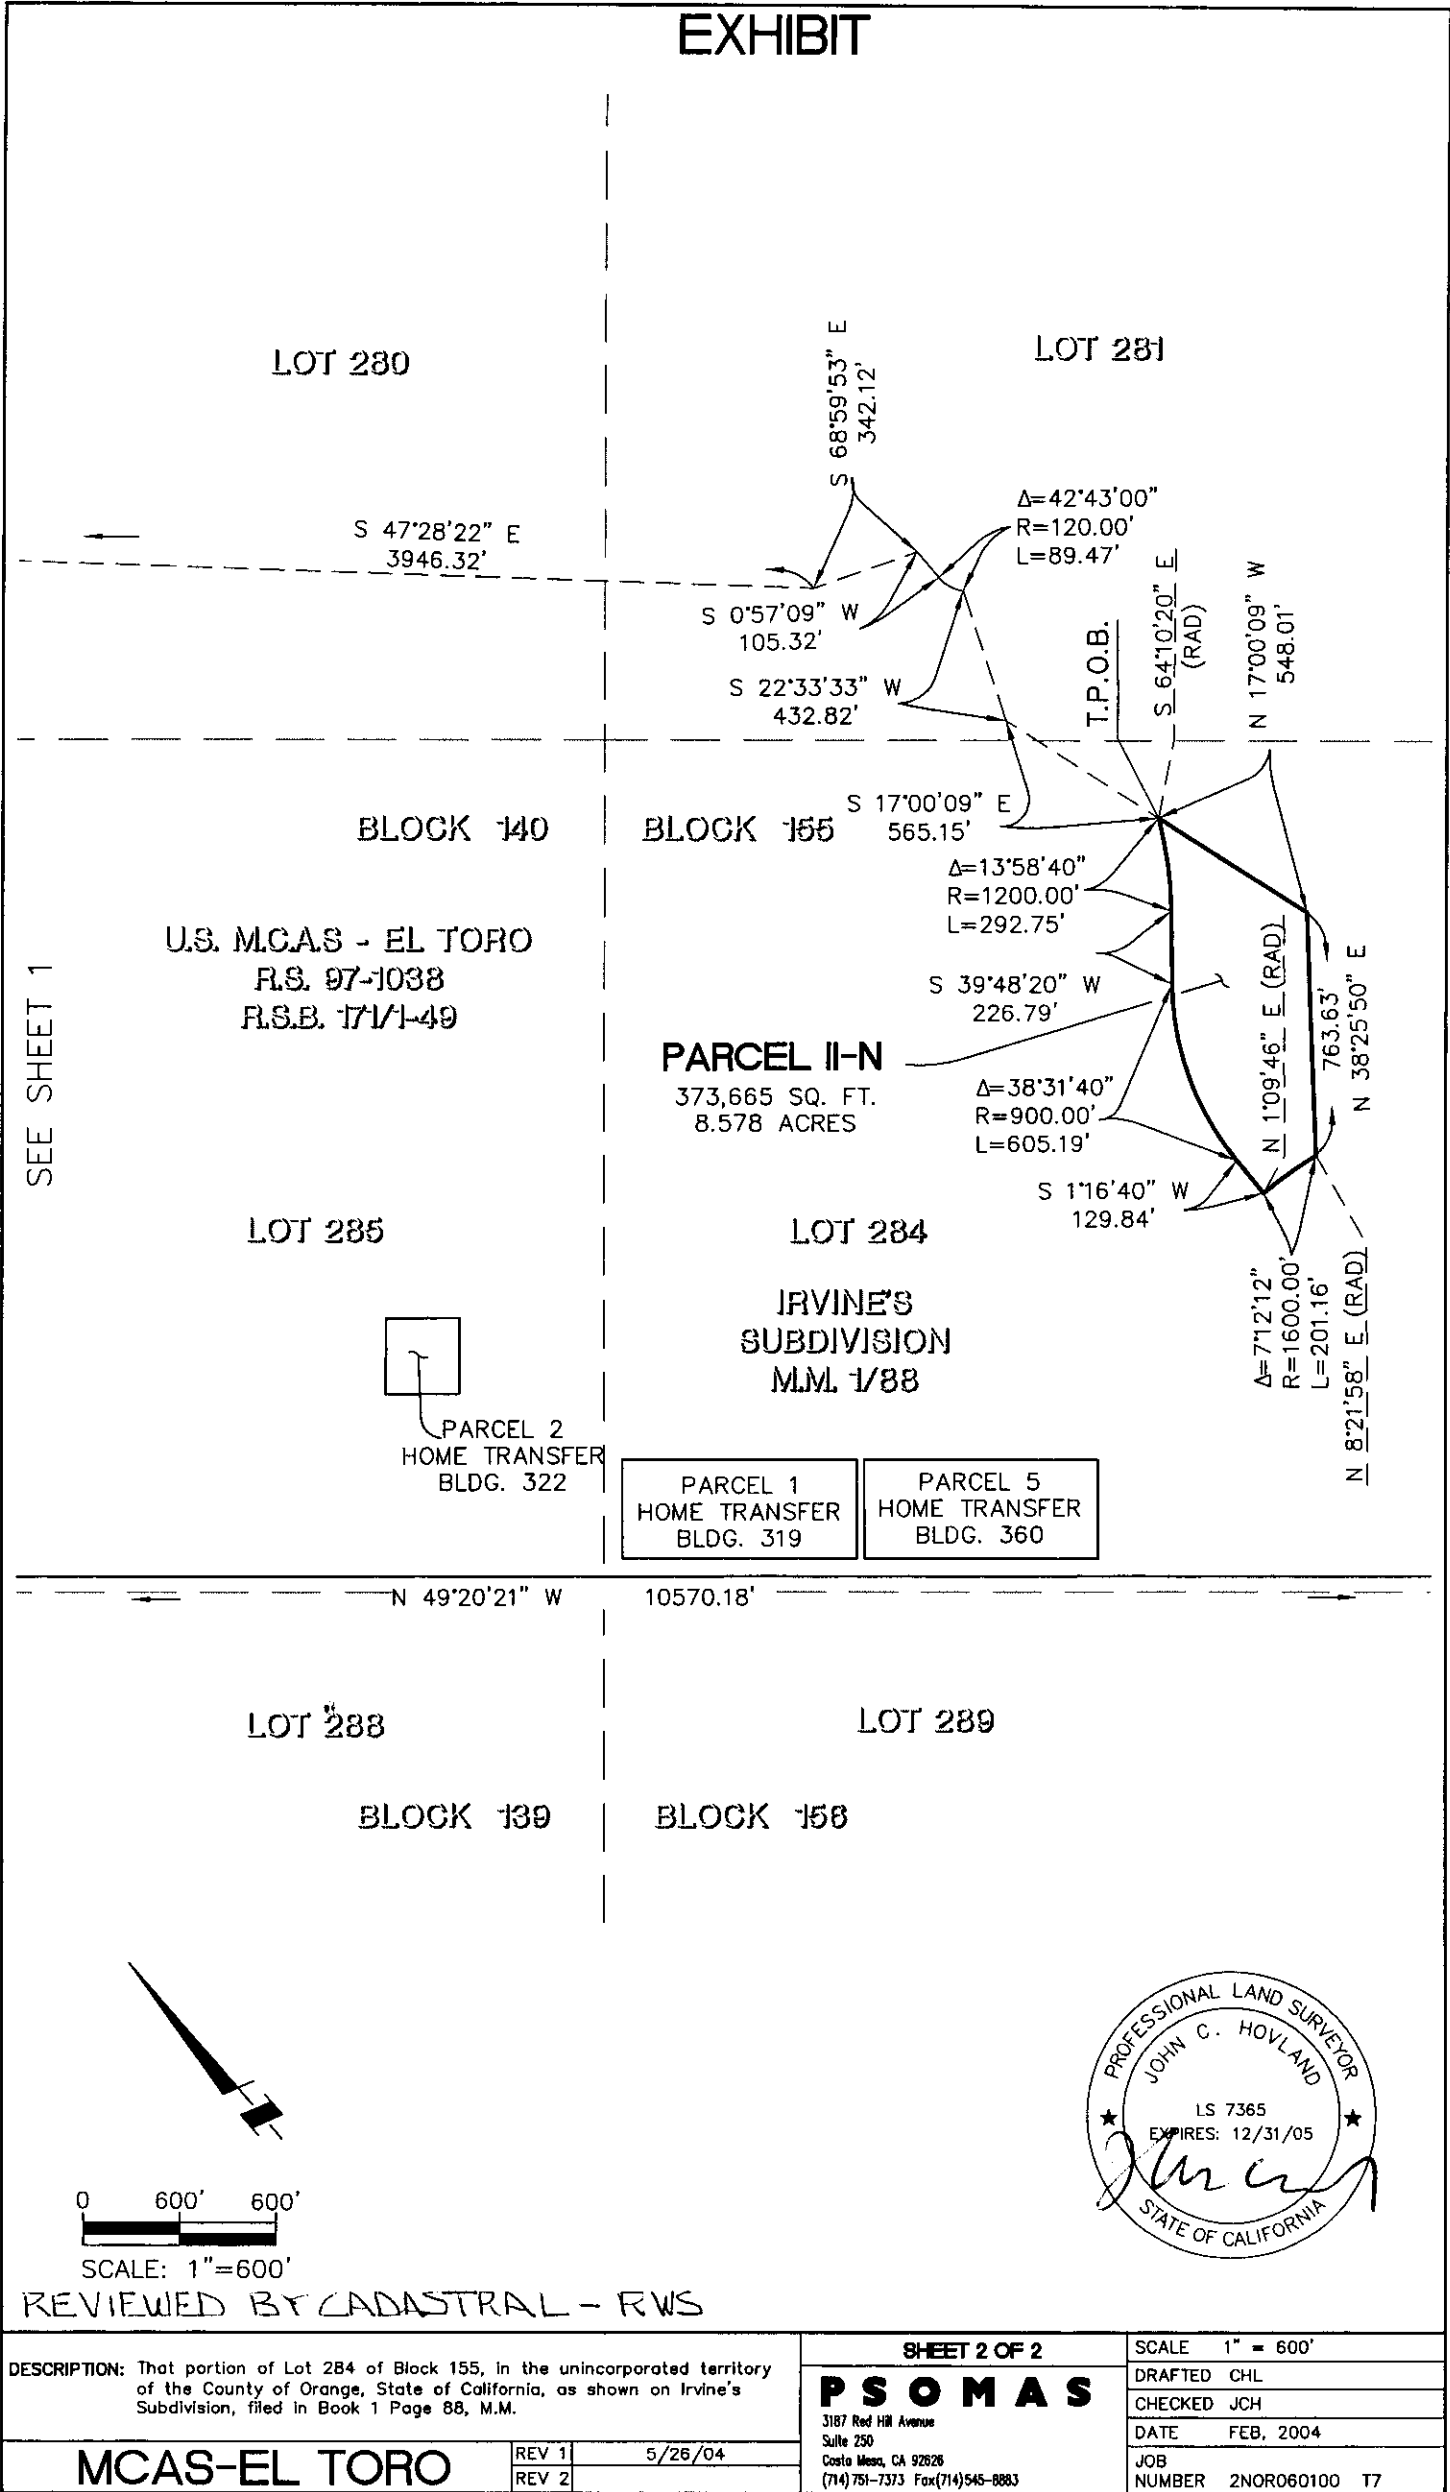 EXHIBIT
LOT 280
LOT 281
S 68°59'53" E
342.12'
Δ=42°43'00"
R=120.00'
L=89.47'
S 47°28'22" E
3946.32'
S 0°57'09" W
105.32'
S 22°33'33" W
432.82'
T.P.O.B.
S 64°10'20" E
(RAD)
N 17°00'09" W
548.01'
S 17°00'09" E
565.15'
BLOCK 140
BLOCK 155
Δ=13°58'40"
R=1200.00'
L=292.75'
U.S. M.C.A.S - EL TORO
R.S. 97-1038
R.S.B. 171/1-49
S 39°48'20" W
226.79'
SEE SHEET 1
PARCEL II-N
373,665 SQ. FT.
8.578 ACRES
N 1°09'46" E (RAD)
763.63'
N 38°25'50" E
Δ=38°31'40"
R=900.00'
L=605.19'
S 1°16'40" W
129.84'
LOT 285
LOT 284
Δ=7°12'12"
R=1600.00'
L=201.16'
N 8°21'58" E (RAD)
IRVINE'S
SUBDIVISION
M.M. 1/88
PARCEL 2
HOME TRANSFER
BLDG. 322
PARCEL 1
HOME TRANSFER
BLDG. 319
PARCEL 5
HOME TRANSFER
BLDG. 360
N 49°20'21" W 10570.18'
LOT 288
LOT 289
BLOCK 139
BLOCK 156
PROFESSIONAL LAND SURVEYOR
JOHN C. HOVLAND
LS 7365
EXPIRES: 12/31/05
STATE OF CALIFORNIA
0 600' 600'
SCALE: 1"=600'
REVIEWED BY CADASTRAL - RWS
DESCRIPTION: That portion of Lot 284 of Block 155, in the unincorporated territory
of the County of Orange, State of California, as shown on Irvine's
Subdivision, filed in Book 1 Page 88, M.M.
MCAS-EL TORO
REV 1 5/26/04
REV 2
SHEET 2 OF 2
PSOMAS
3187 Red Hill Avenue
Suite 250
Costa Mesa, CA 92626
(714) 751-7373 Fax(714)545-8883
SCALE 1" = 600'
DRAFTED CHL
CHECKED JCH
DATE FEB, 2004
JOB
NUMBER 2NOR060100 T7